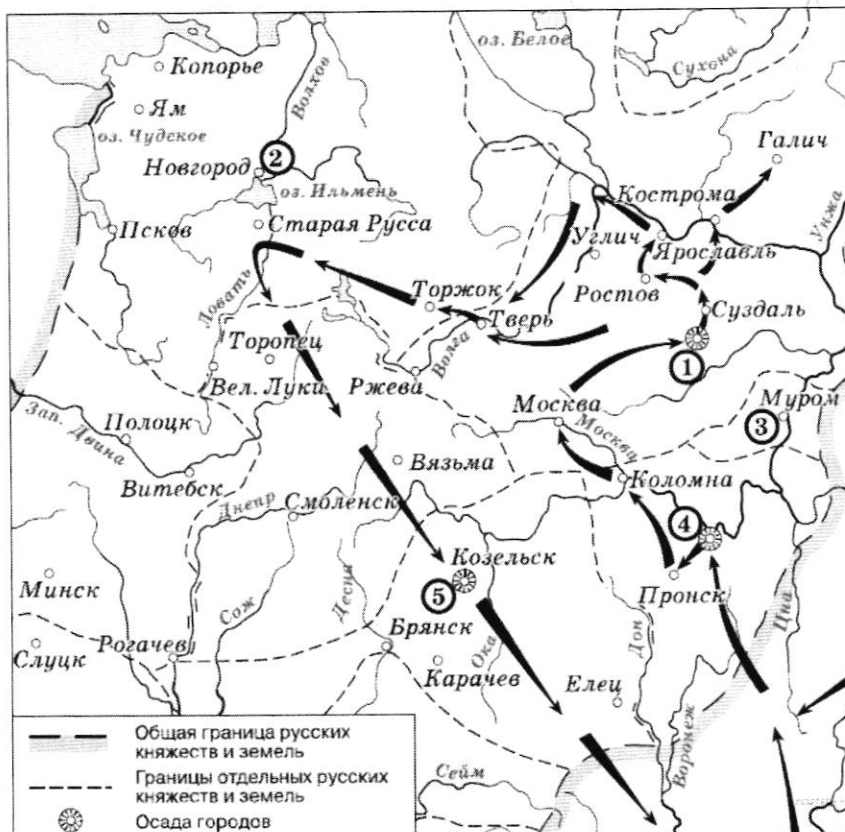 оз. Белое
Сухона
Копорье
Волхов
Ям
оз. Чудское
Галич
Новгород
2
оз. Ильмень
Кострома
Унжа
Псков
Старая Русса
Углич
Ярославль
Ловать
Торжок
Ростов
Тверь
Суздаль
Торопец
Волга
1
Вел. Луки
Ржева
Москва
Муром
Зап. Двина
Полоцк
Москва
3
Вязьма
Коломна
Витебск
Днепр
Смоленск
4
Козельск
Минск
5
Пронск
Сож
Десна
Цна
Брянск
Дон
Слуцк
Рогачев
Ока
Карачев
Елец
Воронеж
Общая граница русских
княжеств и земель
Границы отдельных русских
княжеств и земель
Сейм
Осада городов